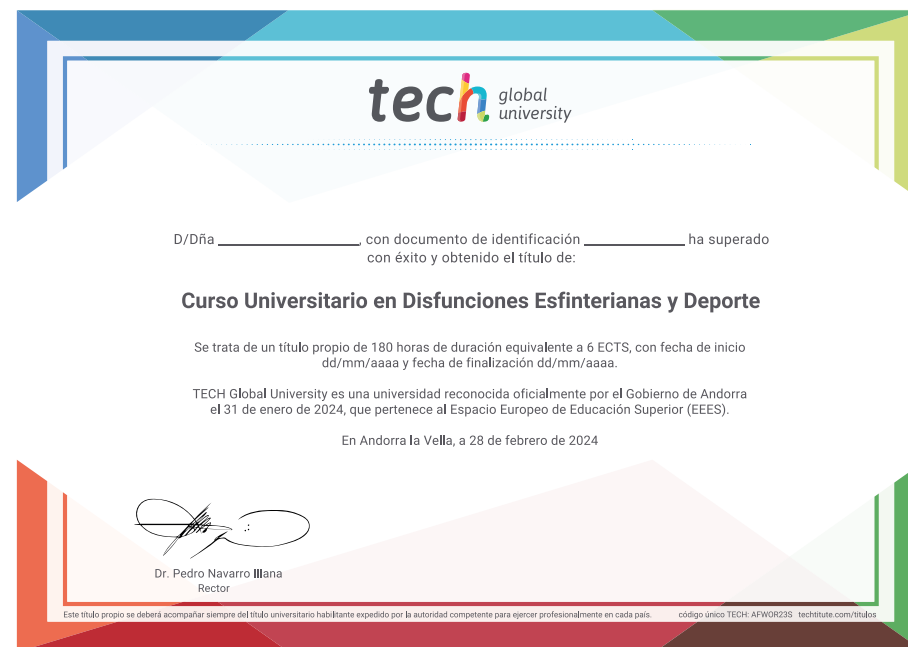 tech global
university
D/Dña ____________________, con documento de identificación ______________ ha superado
con éxito y obtenido el título de:
Curso Universitario en Disfunciones Esfinterianas y Deporte
Se trata de un título propio de 180 horas de duración equivalente a 6 ECTS, con fecha de inicio
dd/mm/aaaa y fecha de finalización dd/mm/aaaa.
TECH Global University es una universidad reconocida oficialmente por el Gobierno de Andorra
el 31 de enero de 2024, que pertenece al Espacio Europeo de Educación Superior (EEES).
En Andorra la Vella, a 28 de febrero de 2024
Dr. Pedro Navarro Illana
Rector
Este título propio se deberá acompañar siempre del título universitario habilitante expedido por la autoridad competente para ejercer profesionalmente en cada país. código único TECH: AFWOR23S techtitute.com/titulos